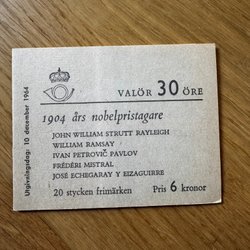 VALÖR 30 ÖRE
1904 års nobelpristagare
JOHN WILLIAM STRUTT RAYLEIGH
WILLIAM RAMSAY
IVAN PETROVIČ PAVLOV
FRÉDÉRI MISTRAL
JOSÉ ECHEGARAY Y EIZAGUIRRE
20 stycken frimärken Pris 6 kronor
Utgivningsdag: 10 december 1964